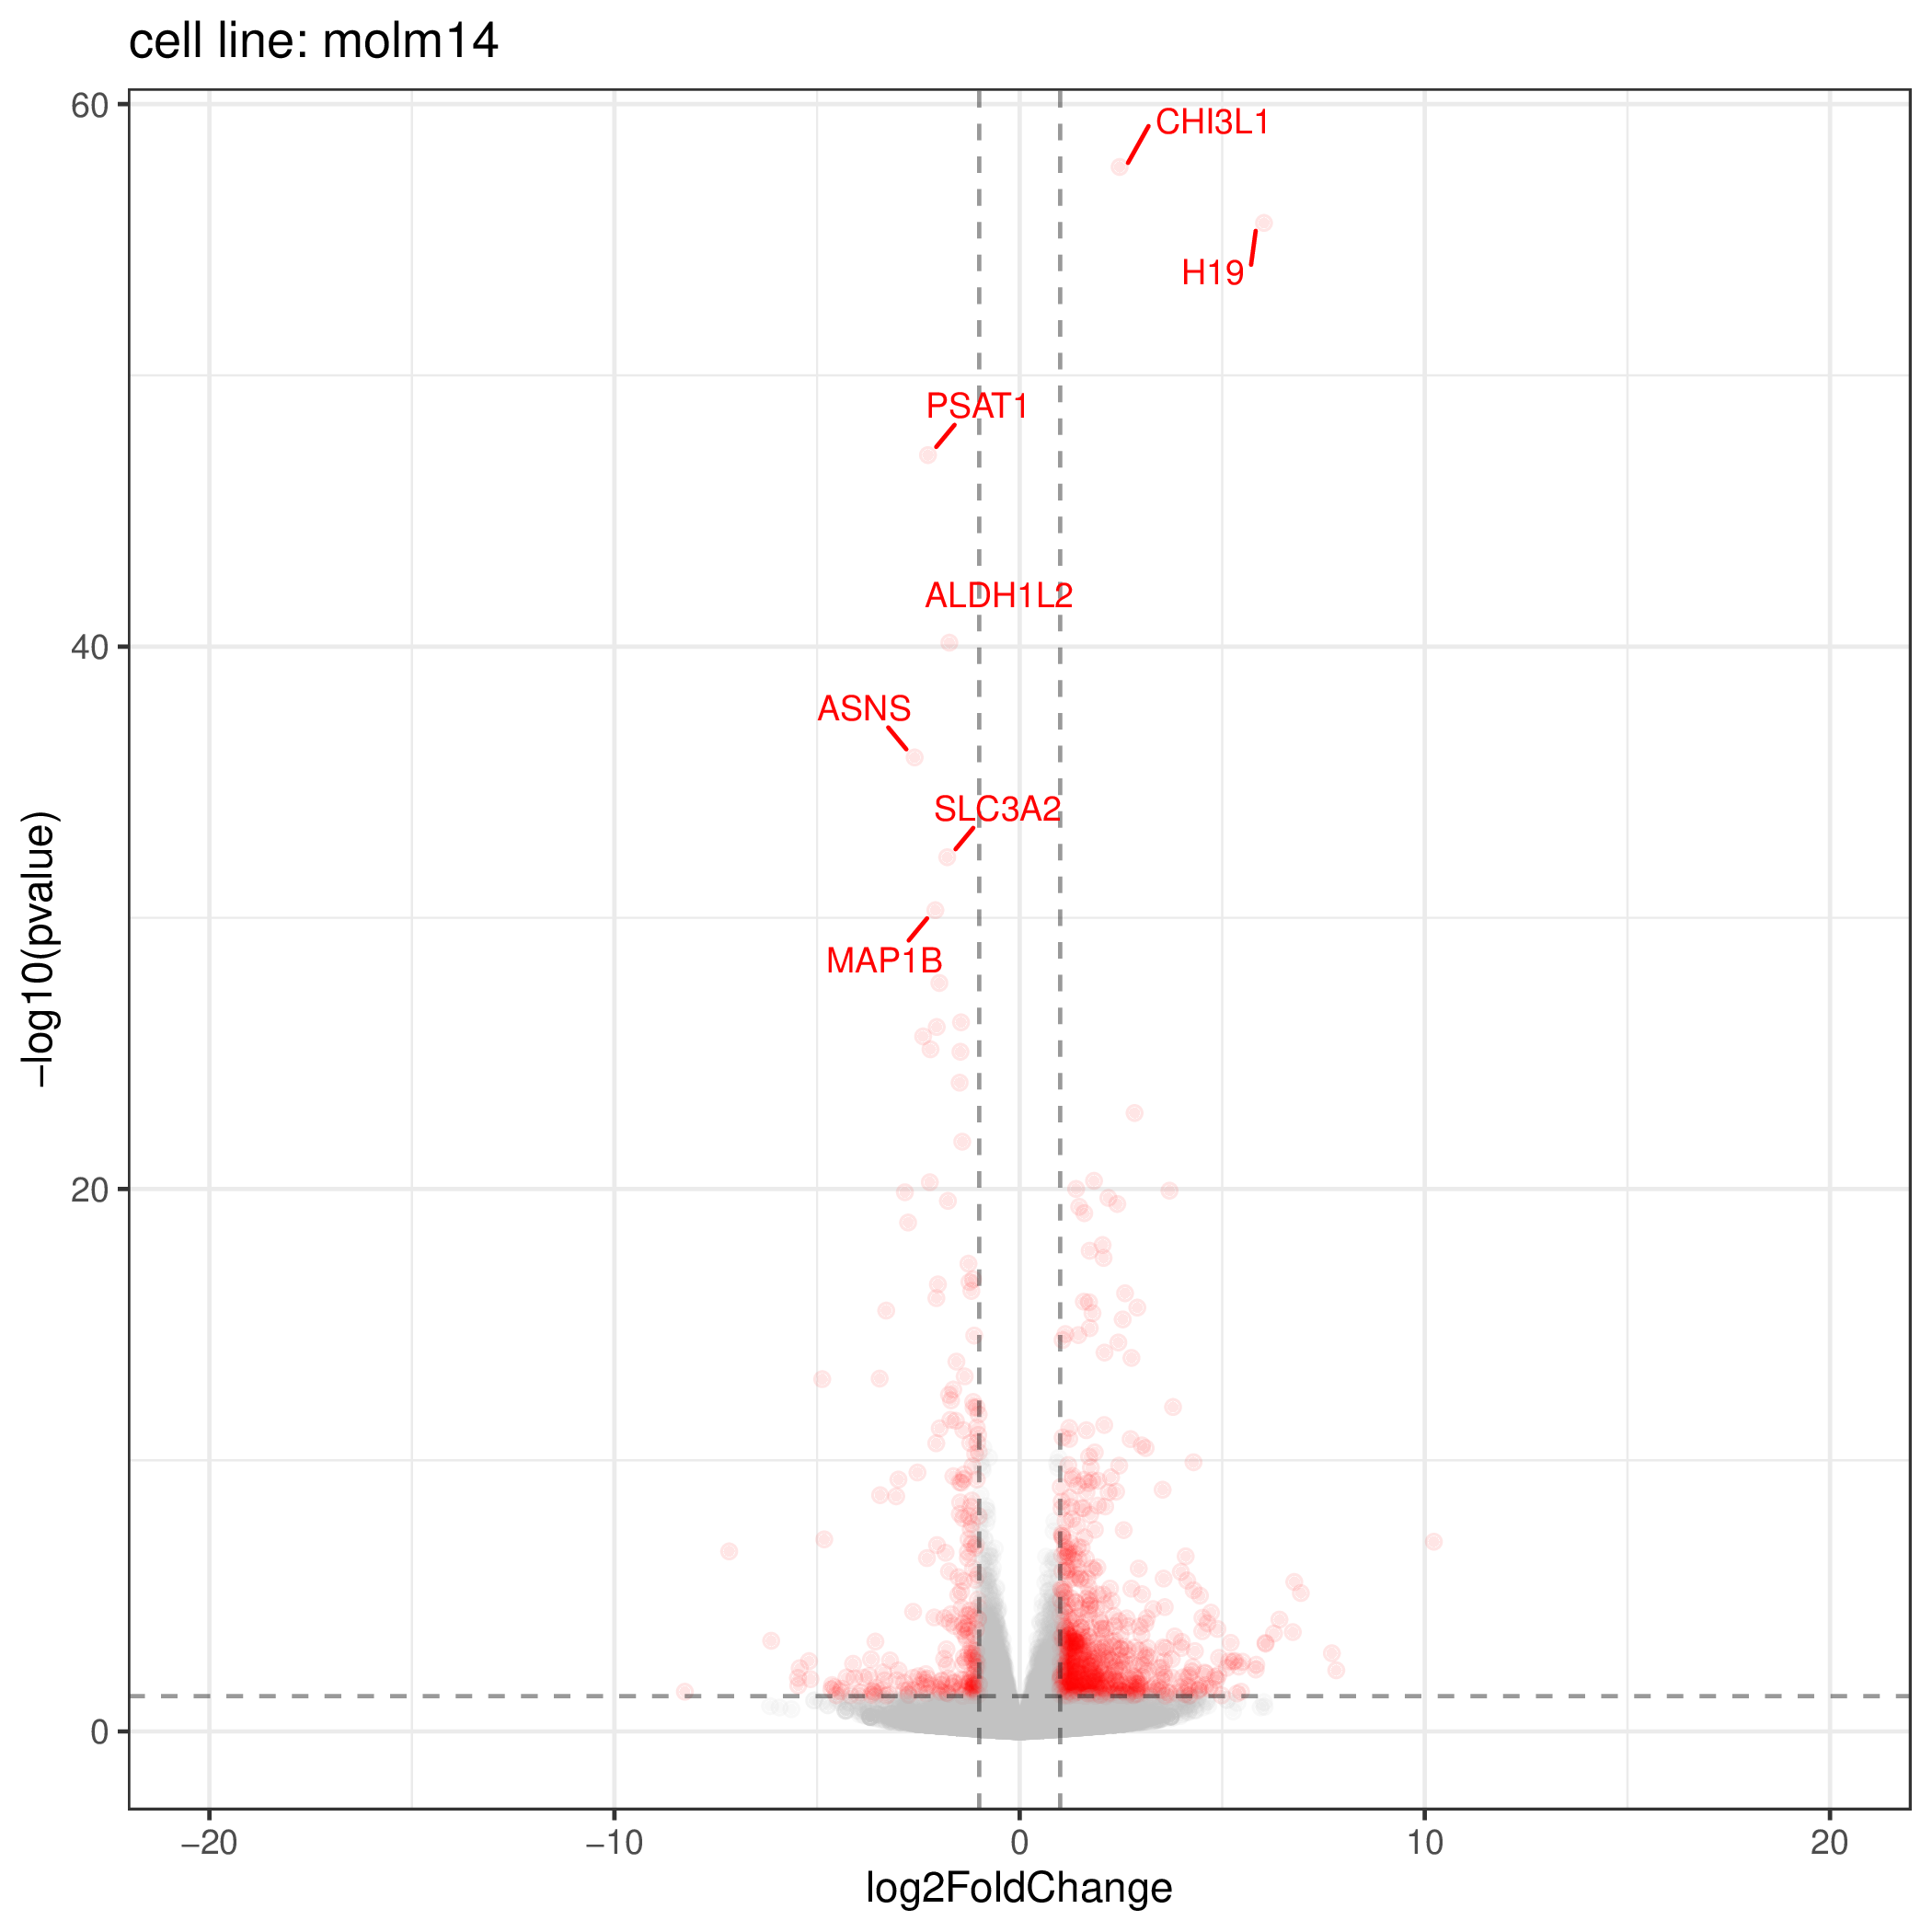 cell line: molm14
60
CHI3L1
H19
PSAT1
ALDH1L2
40
ASNS
SLC3A2
MAP1B
−log10(pvalue)
20
0
−20
−10
0
10
20
log2FoldChange